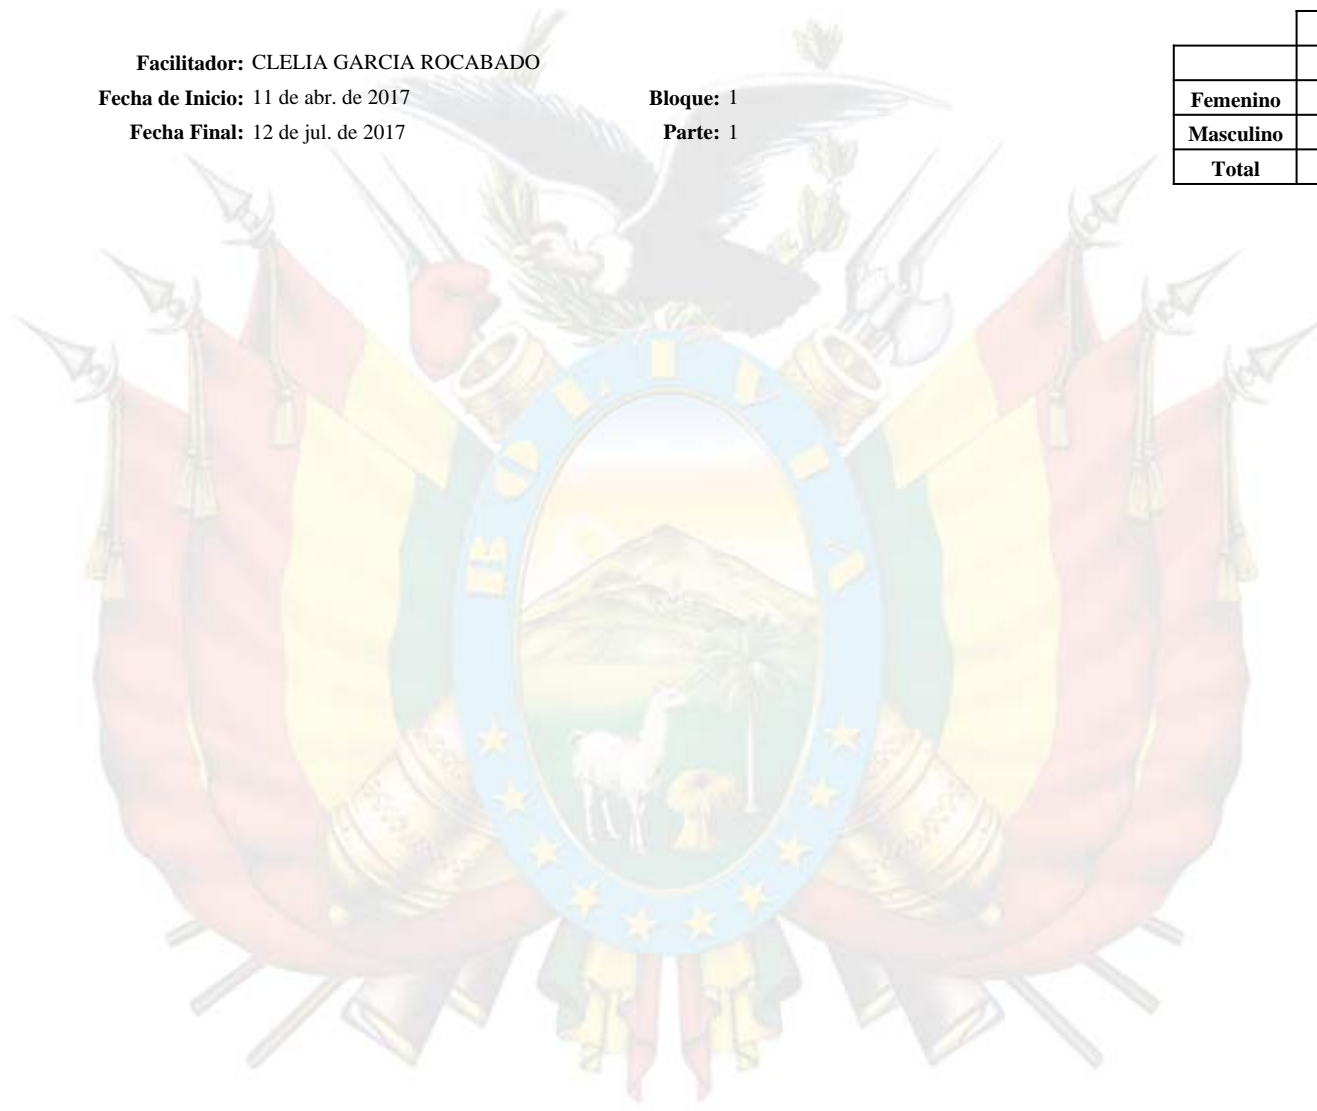 Facilitador: CLELIA GARCIA ROCABADO
Fecha de Inicio: 11 de abr. de 2017 Bloque: 1
Fecha Final: 12 de jul. de 2017 Parte: 1
Femenino
Masculino
Total
BOLIVIA